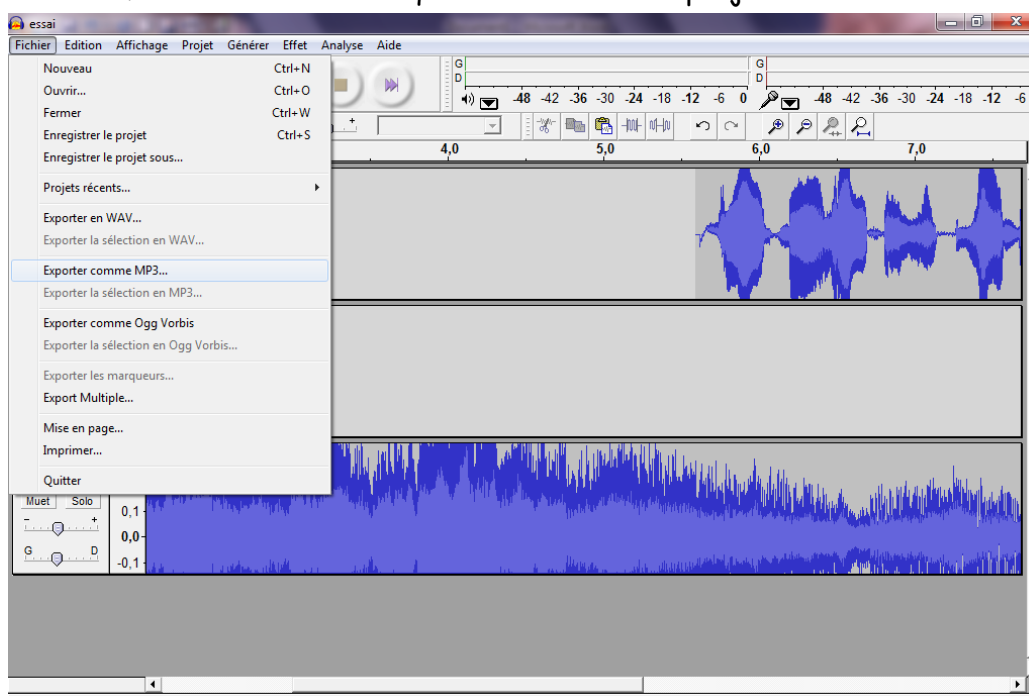 essai
Fichier Edition Affichage Projet Générer Effet Analyse Aide
Nouveau Ctrl+N
Ouvrir... Ctrl+O
Fermer Ctrl+W
Enregistrer le projet Ctrl+S
Enregistrer le projet sous...
Projets récents...
Exporter en WAV...
Exporter la sélection en WAV...
Exporter comme MP3...
Exporter la sélection en MP3...
Exporter comme Ogg Vorbis
Exporter la sélection en Ogg Vorbis...
Exporter les marqueurs...
Export Multiple...
Mise en page...
Imprimer...
Quitter
G G
D D
-48 -42 -36 -30 -24 -18 -12 -6 0 -48 -42 -36 -30 -24 -18 -12 -6
4,0 5,0 6,0 7,0
Muet Solo
- +
G D
0,1
0,0
-0,1